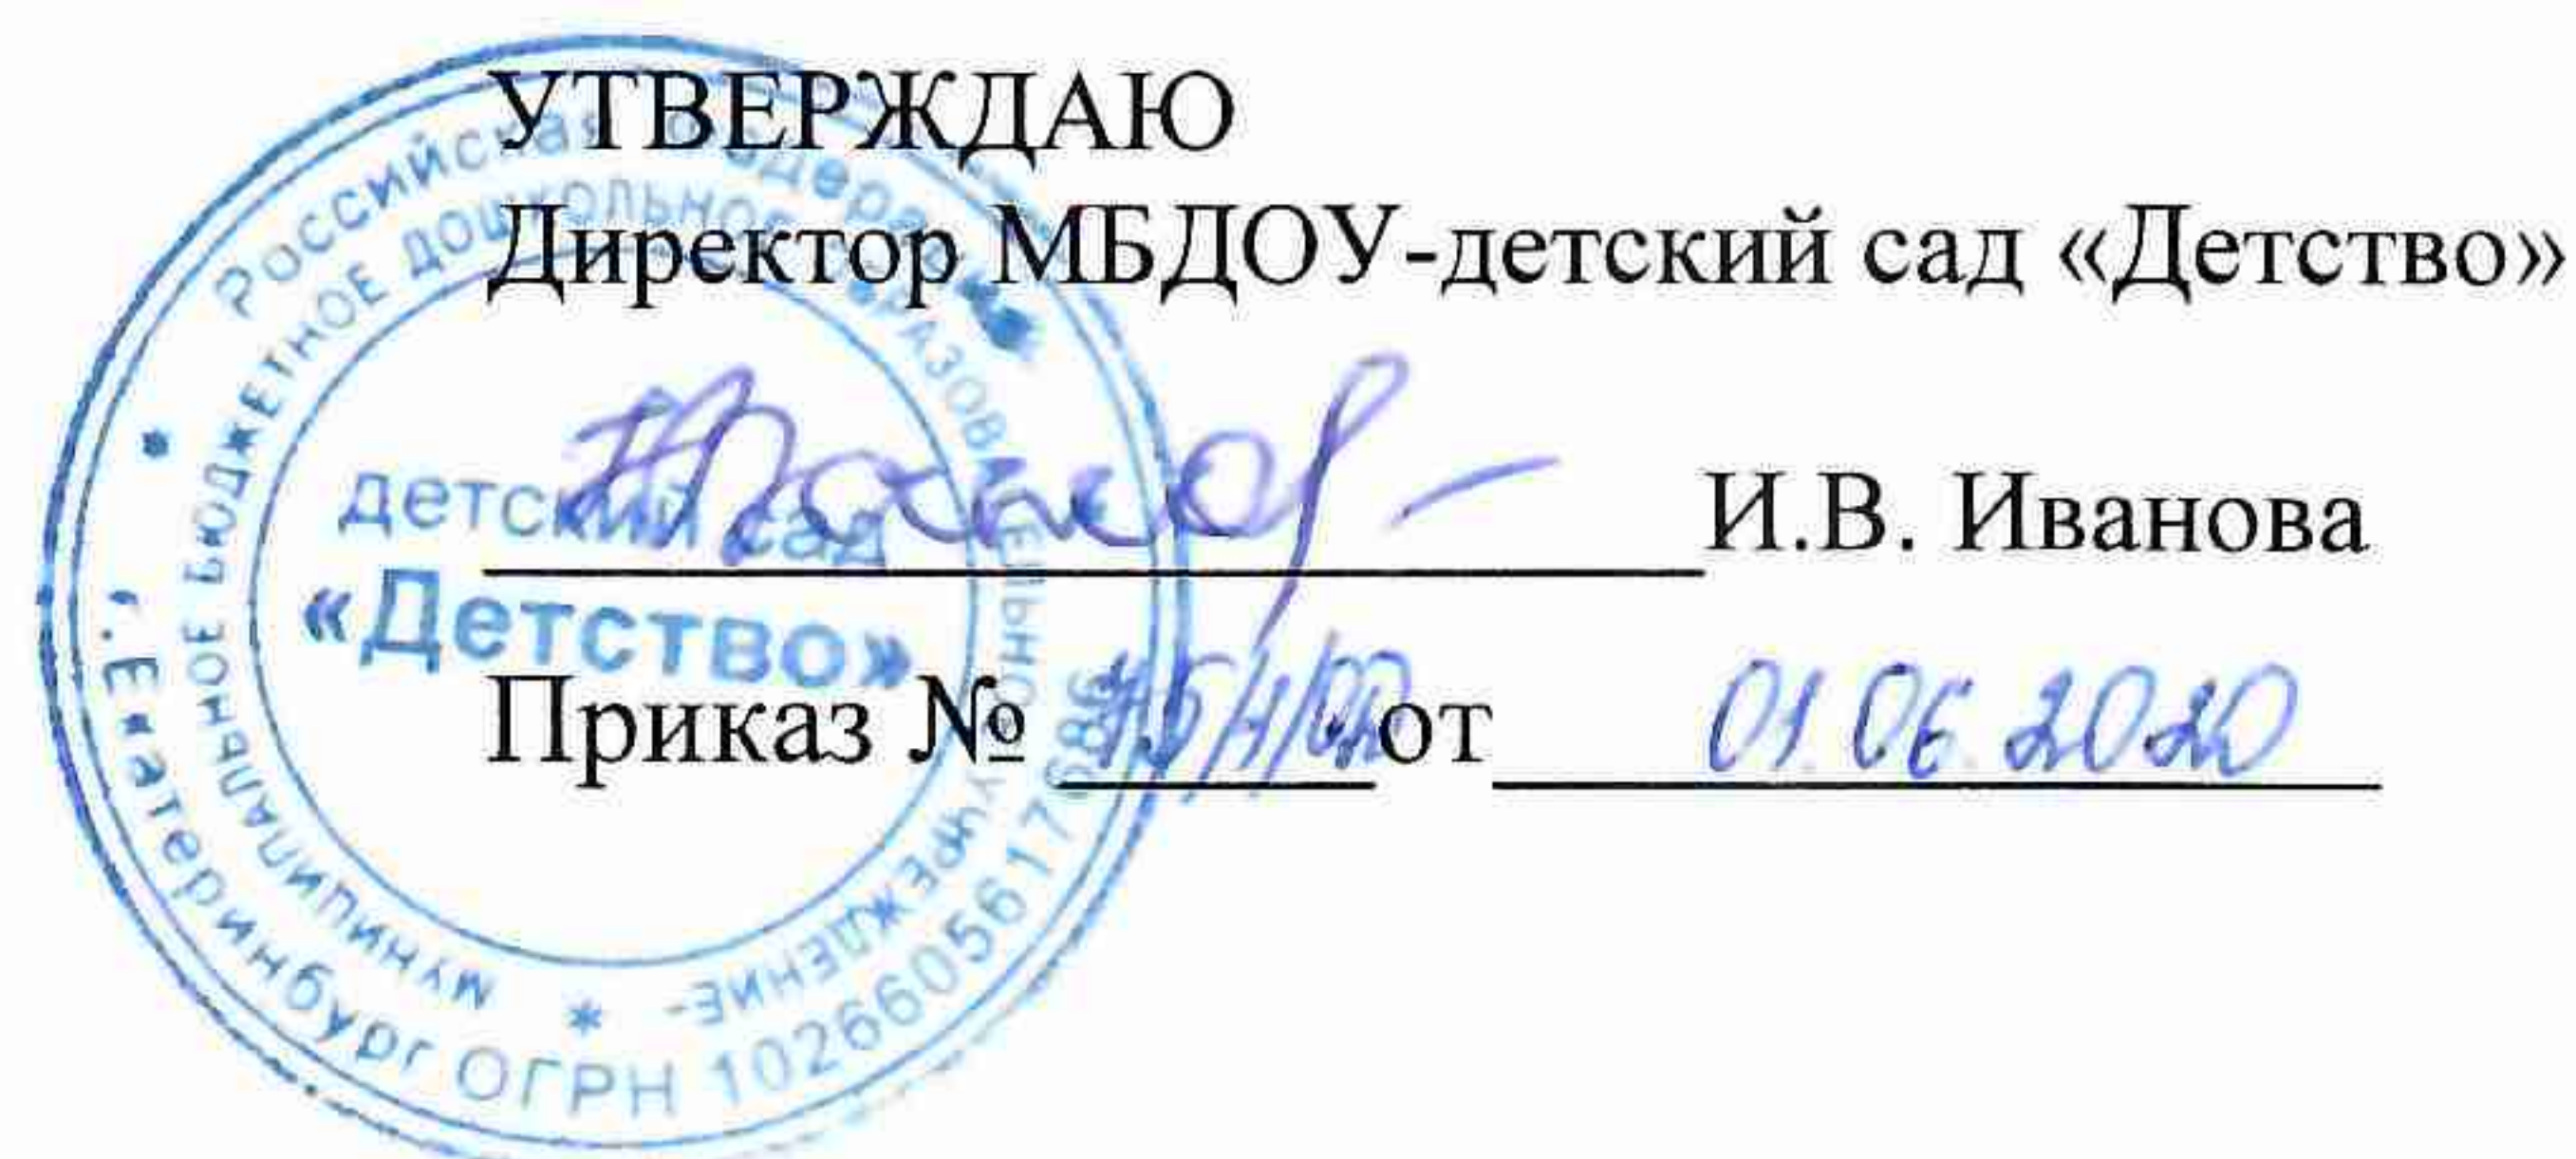 УТВЕРЖДАЮ
Директор МБДОУ-детский сад «Детство»
И.В. Иванова
Приказ № от 01.06.2020
Российская Федерация
г. Екатеринбург ОГРН
МУНИЦИПАЛЬНОЕ БЮДЖЕТНОЕ ДОШКОЛЬНОЕ ОБРАЗОВАТЕЛЬНОЕ УЧРЕЖДЕНИЕ-
детский сад
«Детство»